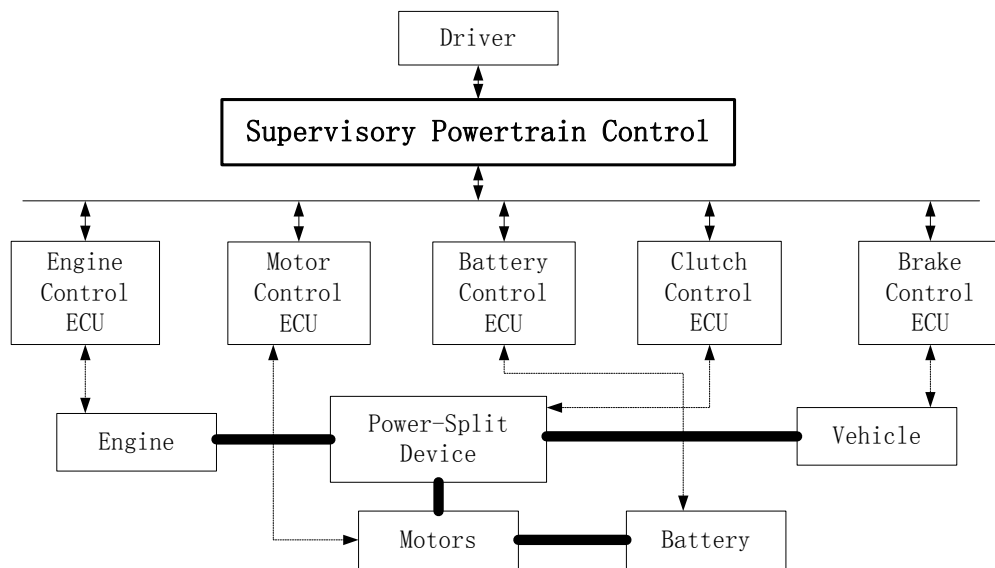 Driver
Supervisory Powertrain Control
Engine
Control
ECU
Motor
Control
ECU
Battery
Control
ECU
Clutch
Control
ECU
Brake
Control
ECU
Engine
Power-Split
Device
Vehicle
Motors
Battery